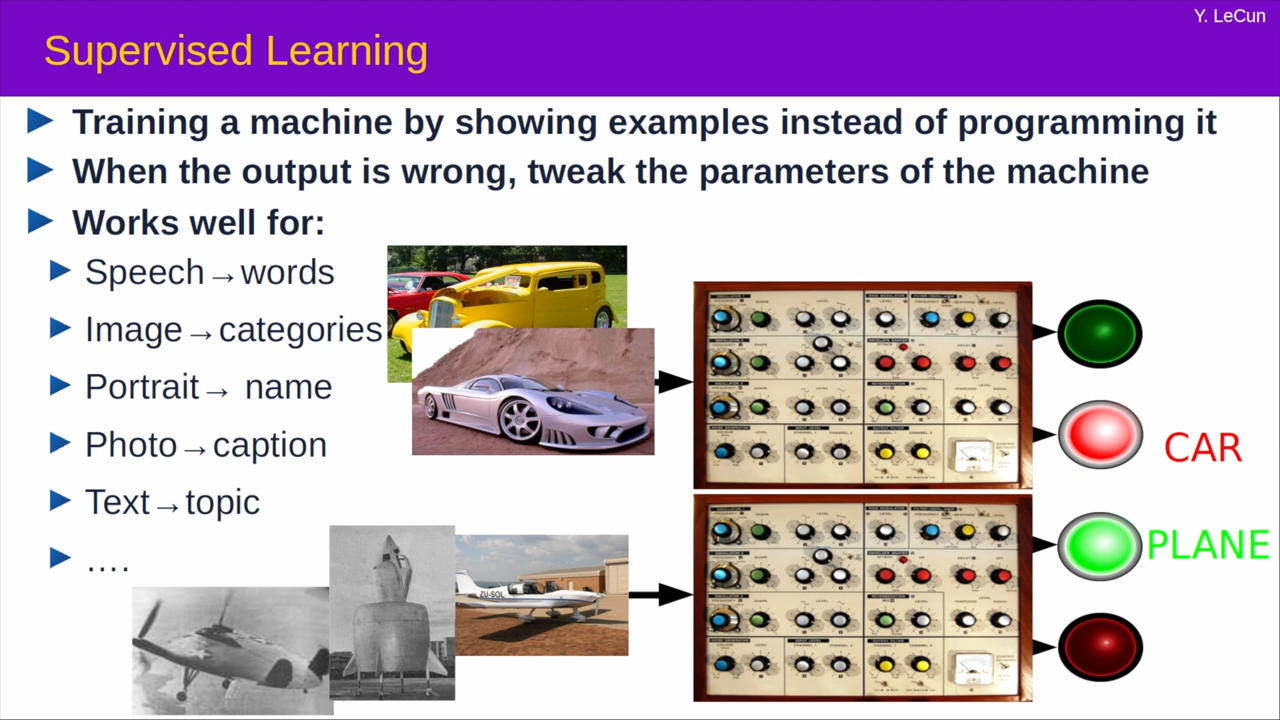 Y. LeCun
Supervised Learning
▶ Training a machine by showing examples instead of programming it
▶ When the output is wrong, tweak the parameters of the machine
▶ Works well for:
▶ Speech→words
▶ Image→categories
▶ Portrait→ name
▶ Photo→caption
▶ Text→topic
▶ ….
CAR
PLANE
ZU-SQL